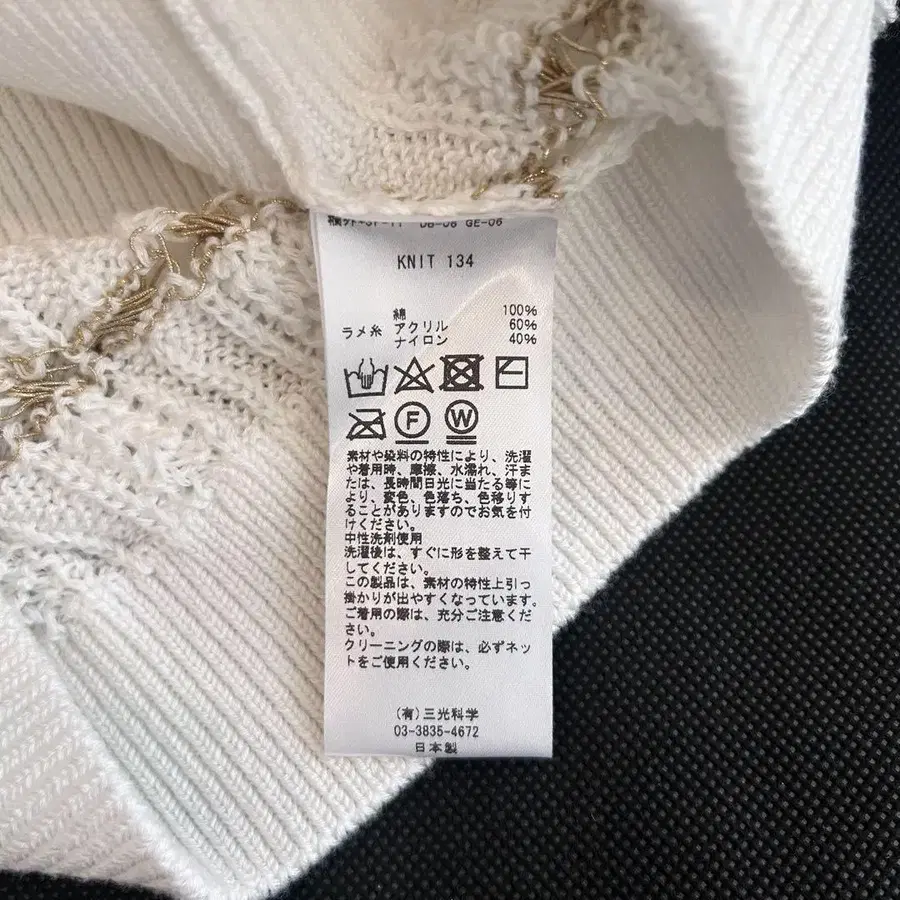 KNIT 134
綿 100%
ラメ糸 アクリル 60%
ナイロン 40%
F W
素材や染料の特性により、洗濯
や着用時、摩擦、水濡れ、汗ま
たは、長時間日光に当たる等に
より、変色、色落ち、色移りす
ることがありますのでお気を付
けください。
中性洗剤使用
洗濯後は、すぐに形を整えて干
してください。
この製品は、素材の特性上引っ
掛かりが出やすくなっています。
ご着用の際は、充分ご注意くだ
さい。
クリーニングの際は、必ずネッ
トをご使用ください。
(有)三光科学
03-3835-4672
日本製